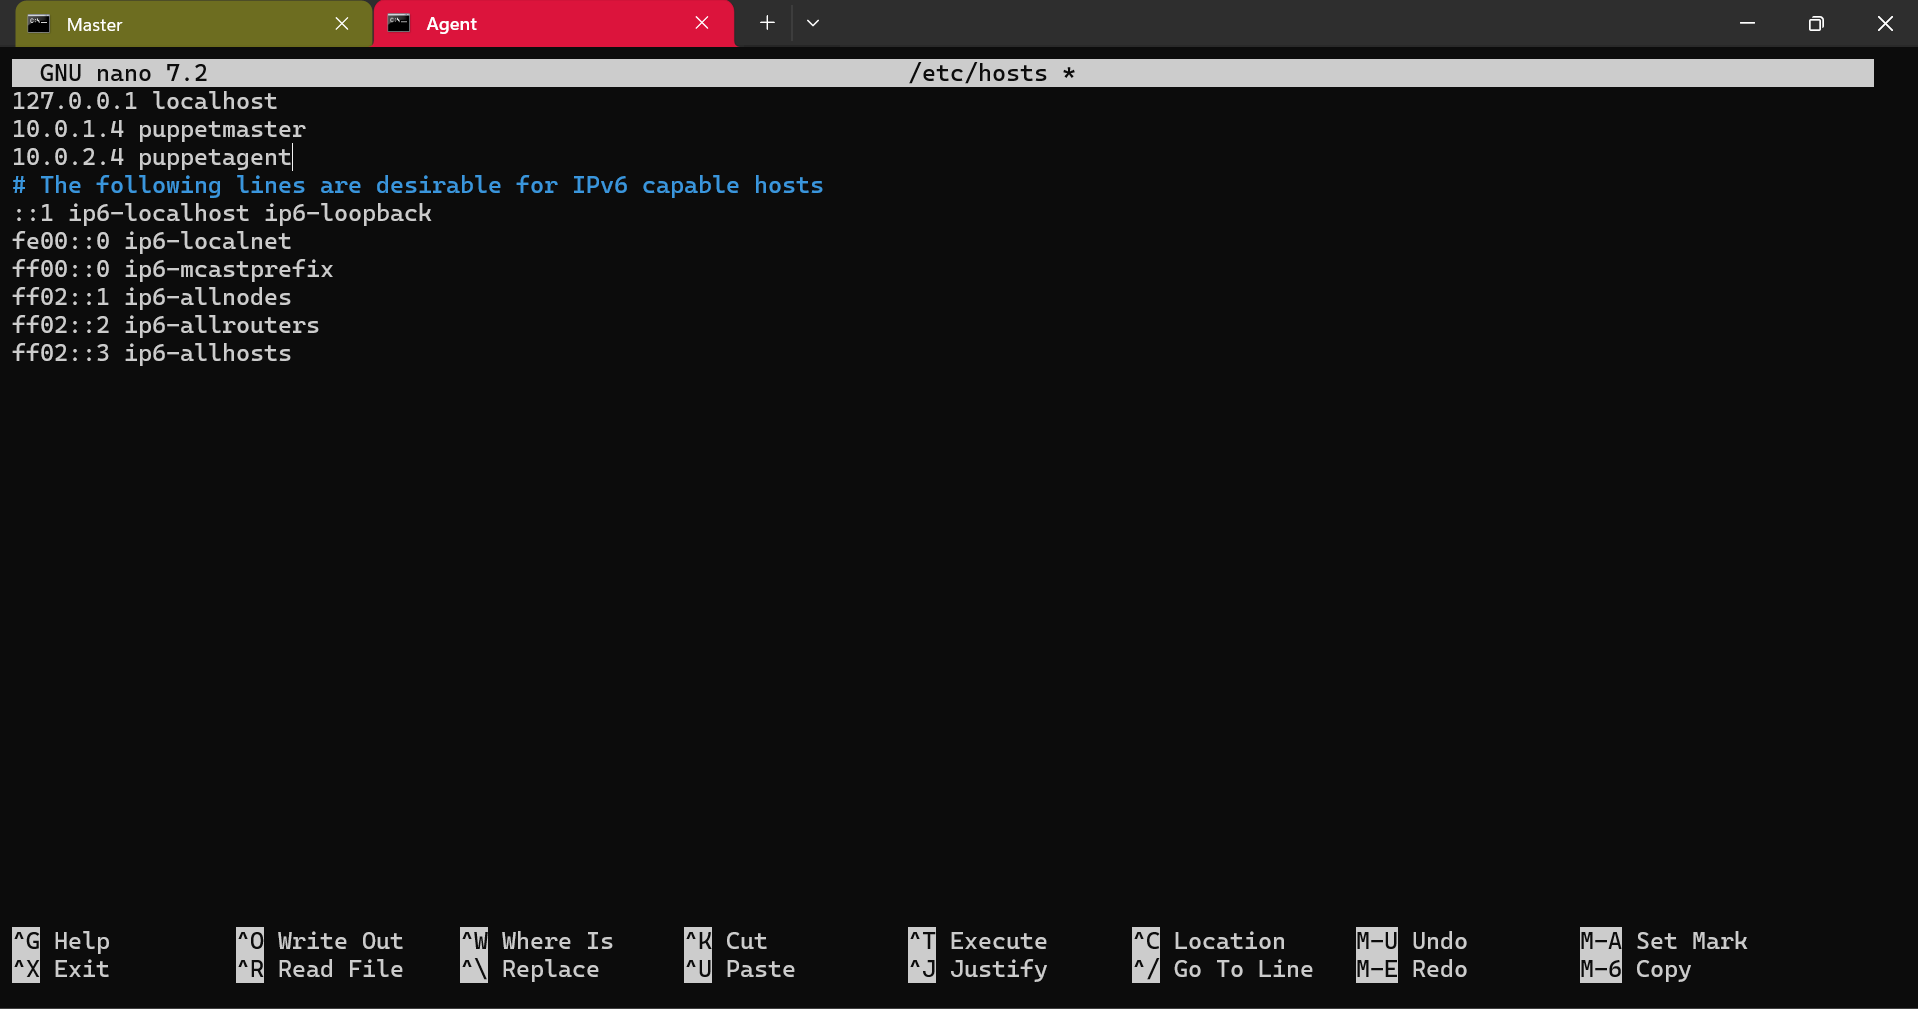 Master
Agent
GNU nano 7.2 /etc/hosts *
127.0.0.1 localhost
10.0.1.4 puppetmaster
10.0.2.4 puppetagent
# The following lines are desirable for IPv6 capable hosts
::1 ip6-localhost ip6-loopback
fe00::0 ip6-localnet
ff00::0 ip6-mcastprefix
ff02::1 ip6-allnodes
ff02::2 ip6-allrouters
ff02::3 ip6-allhosts
^G Help ^O Write Out ^W Where Is ^K Cut ^T Execute ^C Location M-U Undo M-A Set Mark
^X Exit ^R Read File ^\ Replace ^U Paste ^J Justify ^/ Go To Line M-E Redo M-6 Copy